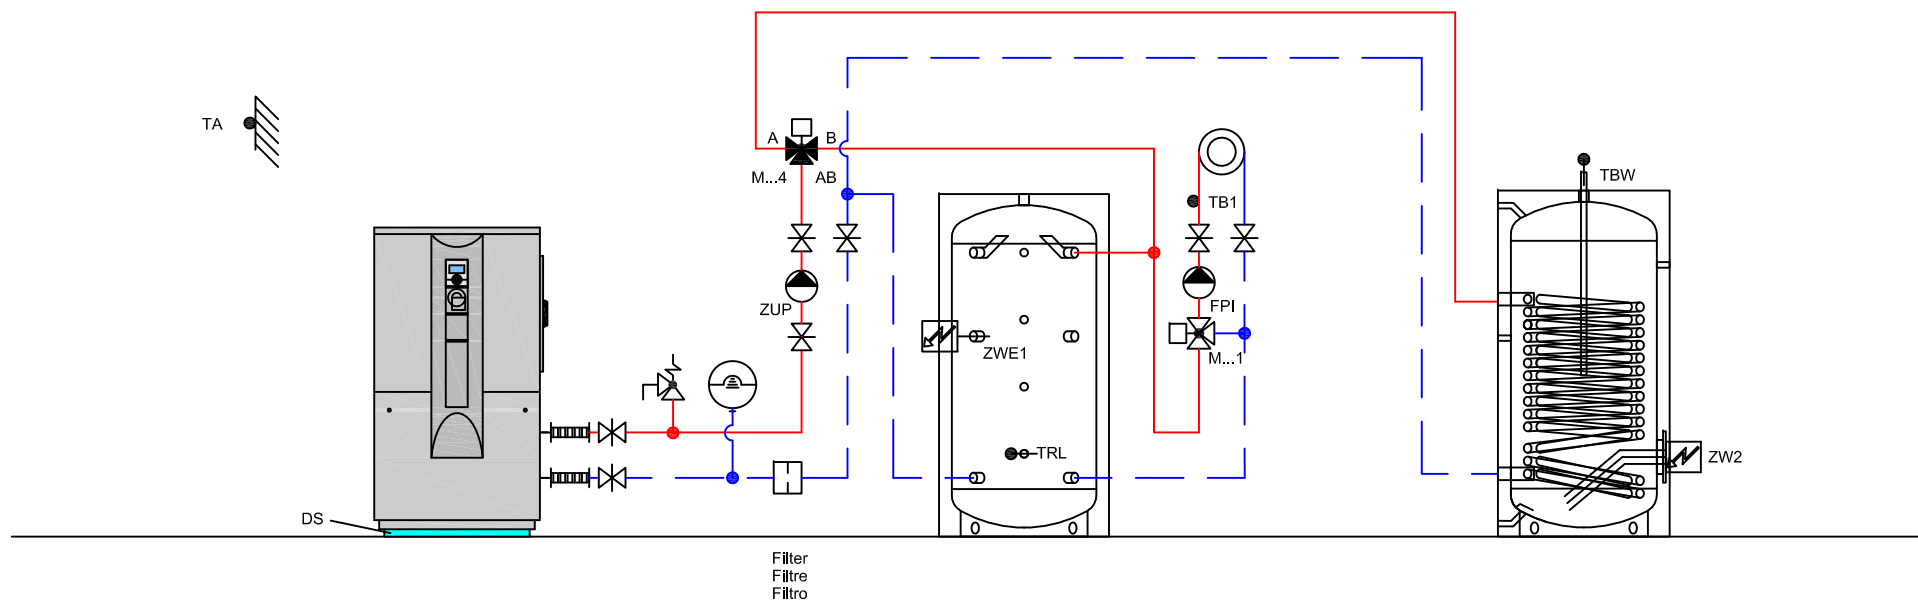 TA
A
B
M...4
AB
TBW
TB1
ZUP
FPI
ZWE1
M...1
TRL
ZW2
DS
Filter
Filtre
Filtro